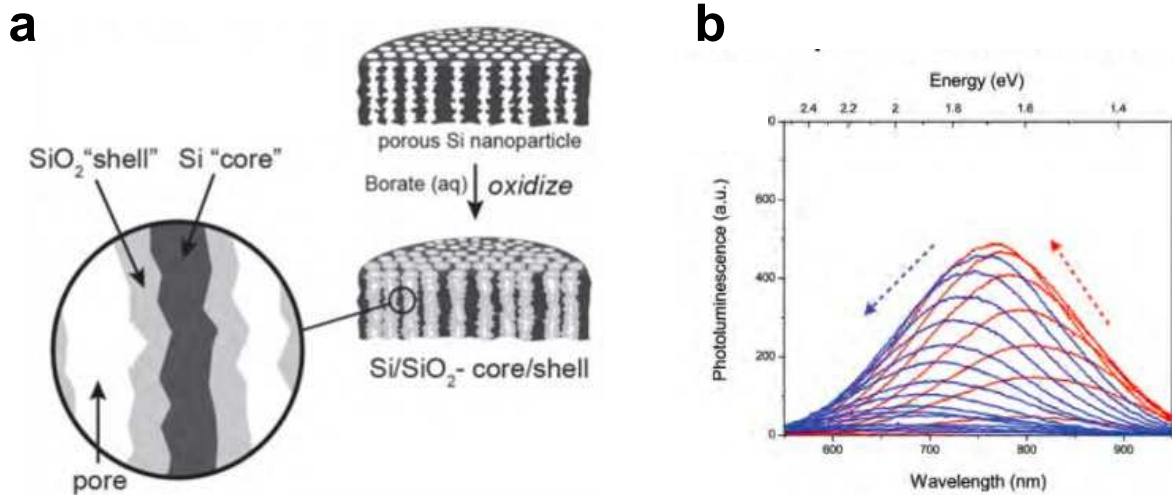 a
porous Si nanoparticle
SiO2 "shell" Si "core"
Borate (aq) oxidize
Si/SiO2- core/shell
pore
b
Energy (eV)
2.4 2.2 2 1.8 1.6 1.4
Photoluminescence (a.u.)
600
400
200
0
600 700 800 900
Wavelength (nm)